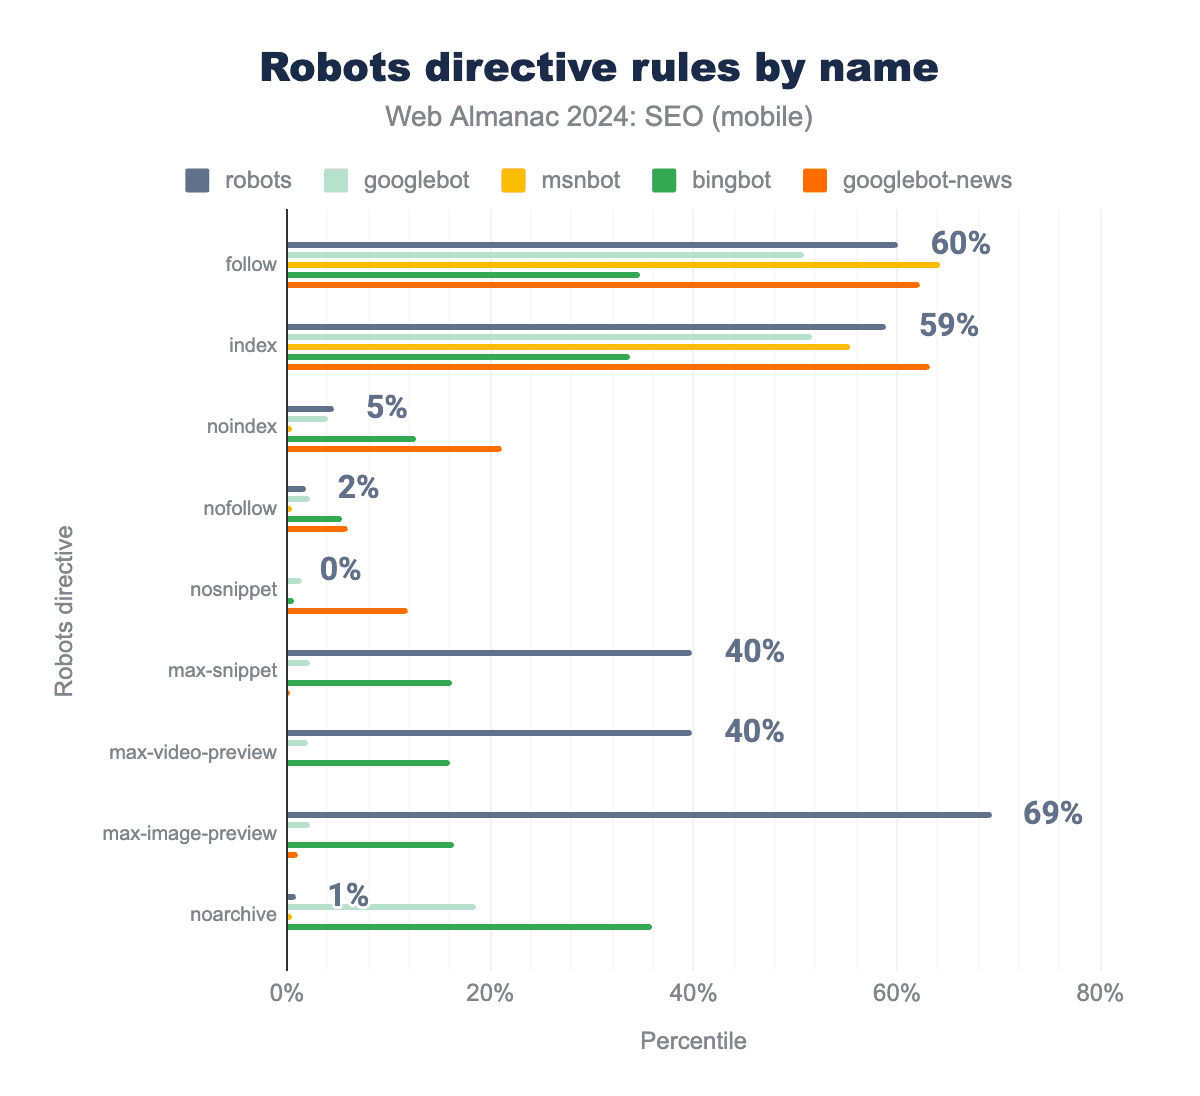 Robots directive rules by name
Web Almanac 2024: SEO (mobile)
robots googlebot msnbot bingbot googlebot-news
follow 60%
index 59%
noindex 5%
nofollow 2%
nosnippet 0%
max-snippet 40%
max-video-preview 40%
max-image-preview 69%
noarchive 1%
Robots directive
0% 20% 40% 60% 80%
Percentile